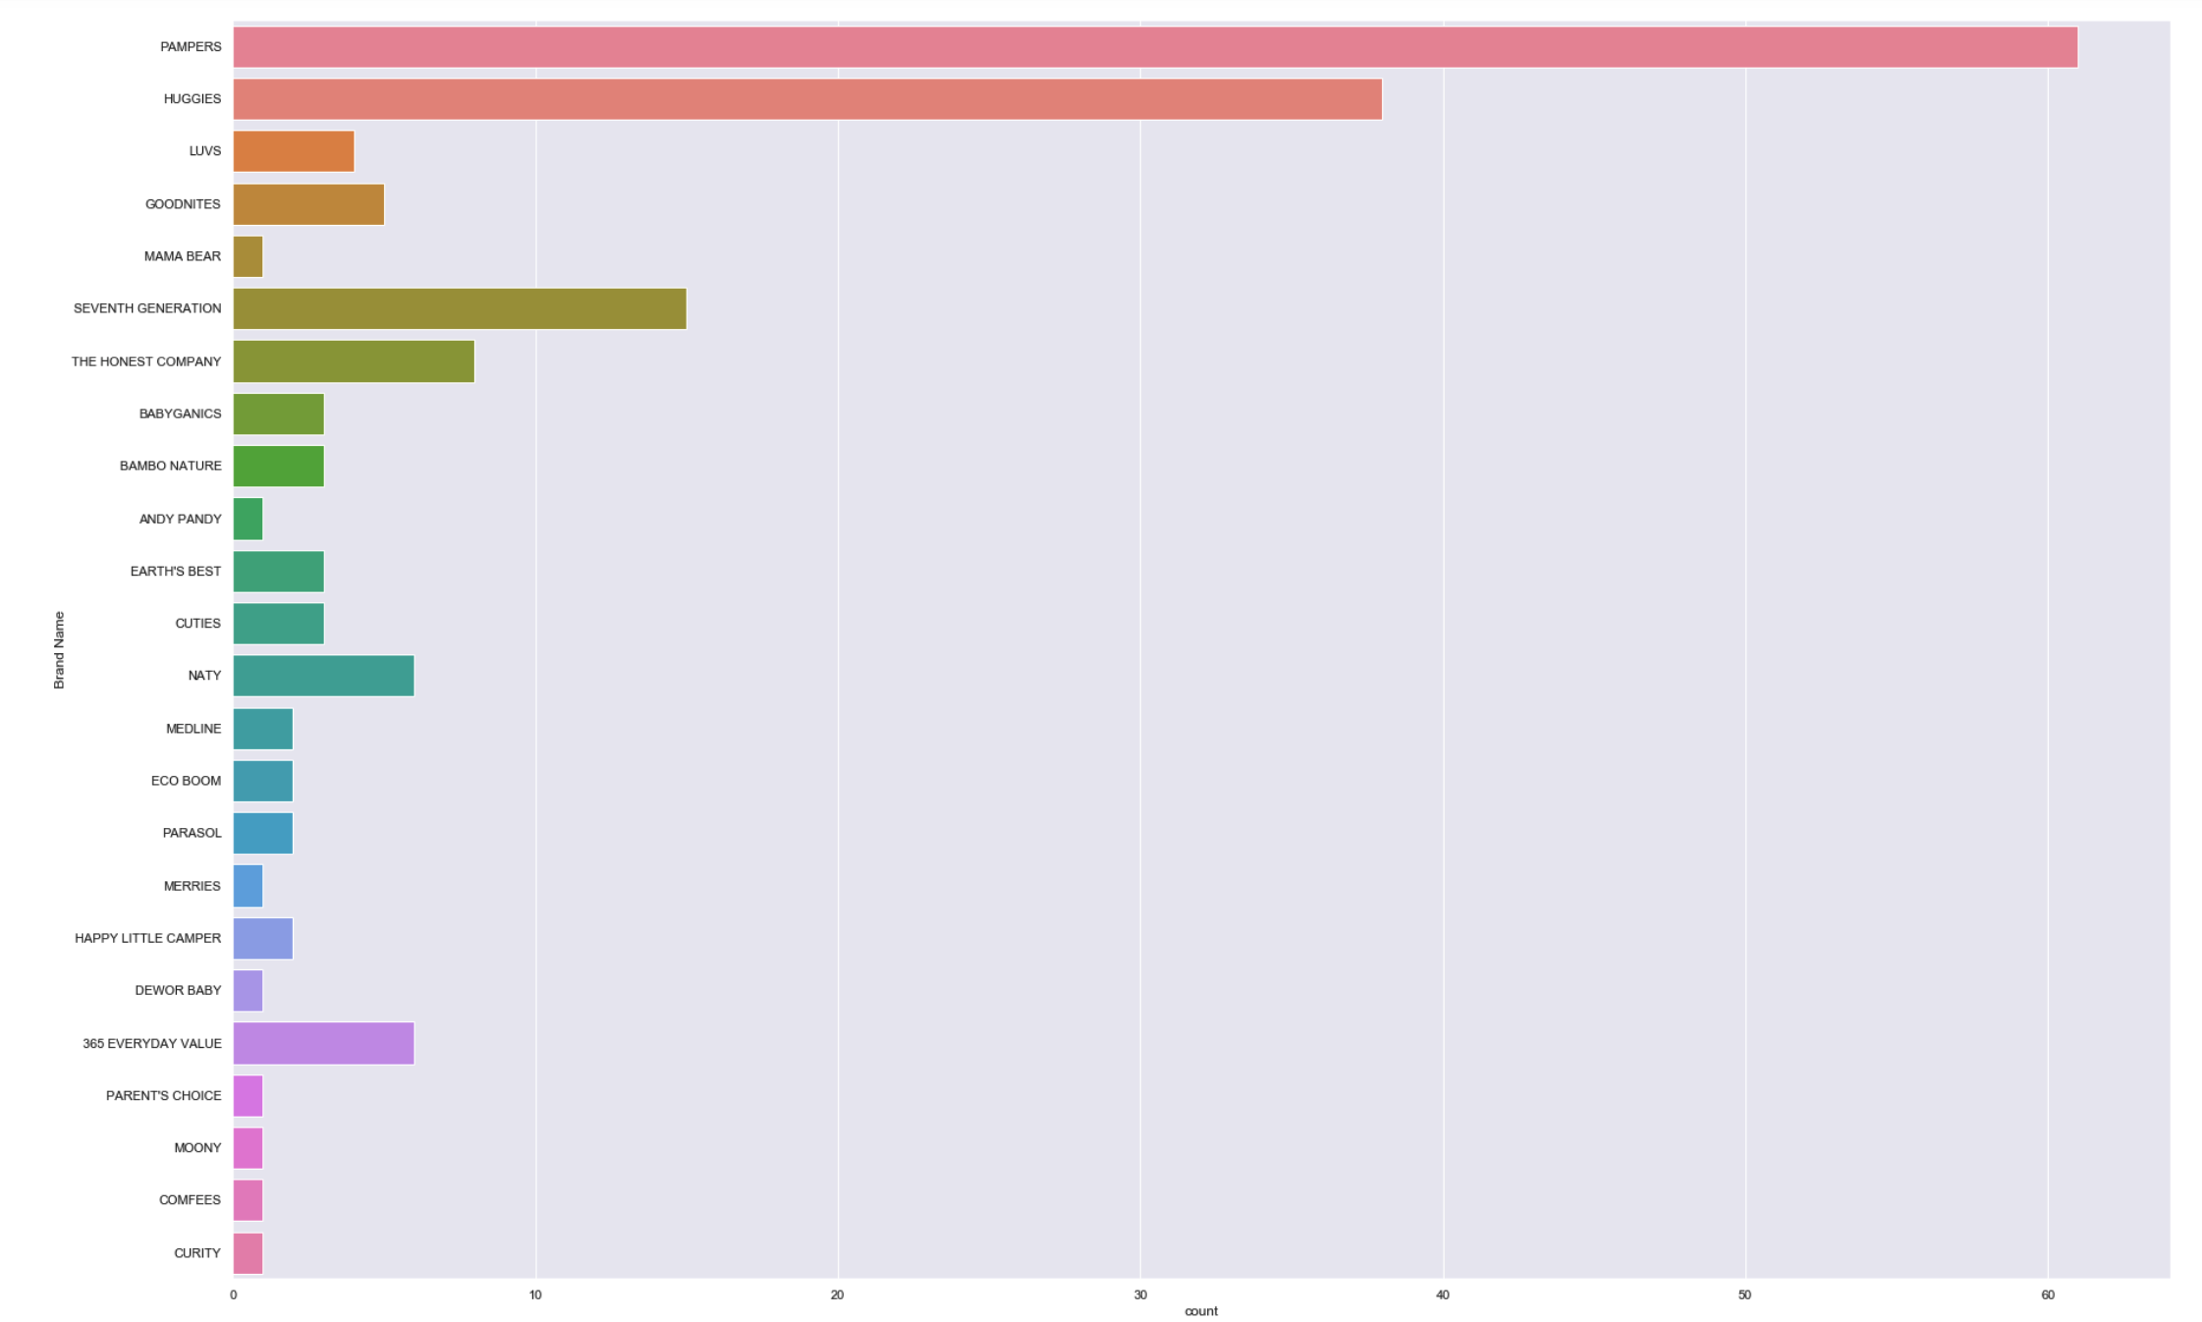 PAMPERS
HUGGIES
LUVS
GOODNITES
MAMA BEAR
SEVENTH GENERATION
THE HONEST COMPANY
BABYGANICS
BAMBO NATURE
ANDY PANDY
EARTH'S BEST
CUTIES
NATY
MEDLINE
ECO BOOM
PARASOL
MERRIES
HAPPY LITTLE CAMPER
DEWOR BABY
365 EVERYDAY VALUE
PARENT'S CHOICE
MOONY
COMFEES
CURITY
Brand Name
0 10 20 30 40 50 60
count